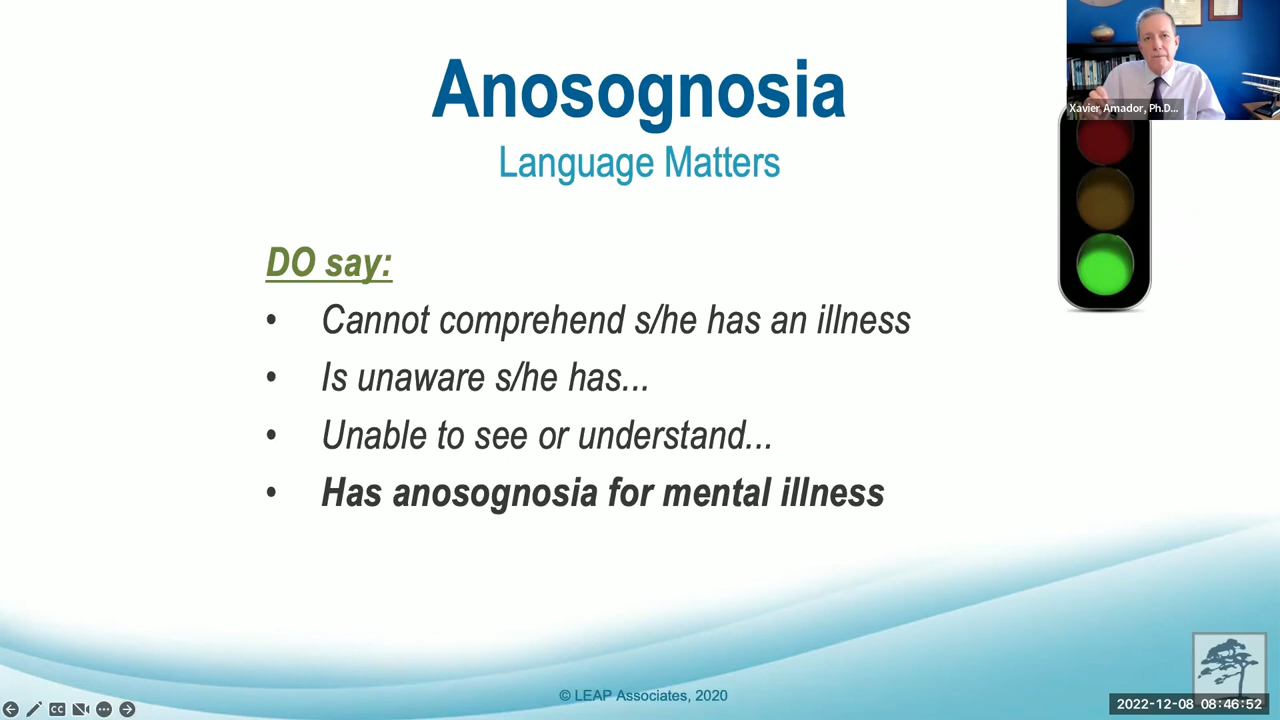 Anosognosia
Language Matters
Xavier Amador, Ph.D...
DO say:
• Cannot comprehend s/he has an illness
• Is unaware s/he has...
• Unable to see or understand...
• Has anosognosia for mental illness
© LEAP Associates, 2020
CC
2022-12-08 08:46:52